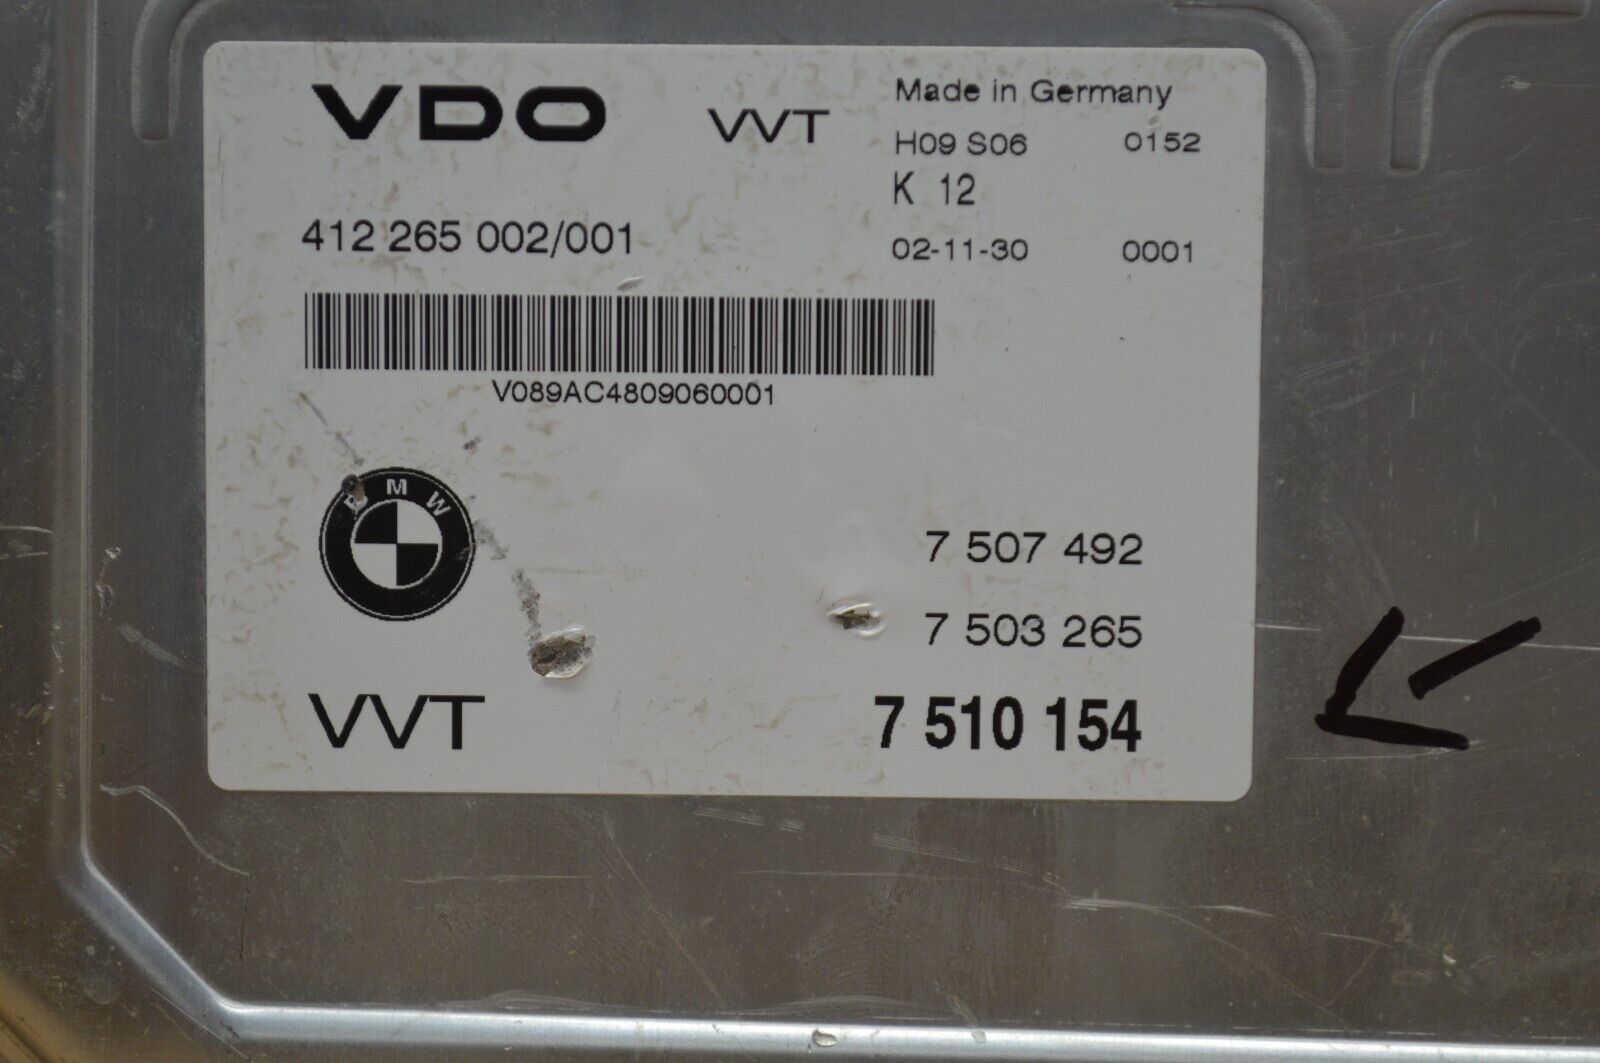 VDO VVT Made in Germany
H09 S06 0152
K 12
412 265 002/001
02-11-30 0001
V089AC4809060001
BMW
7 507 492
7 503 265
VVT 7 510 154